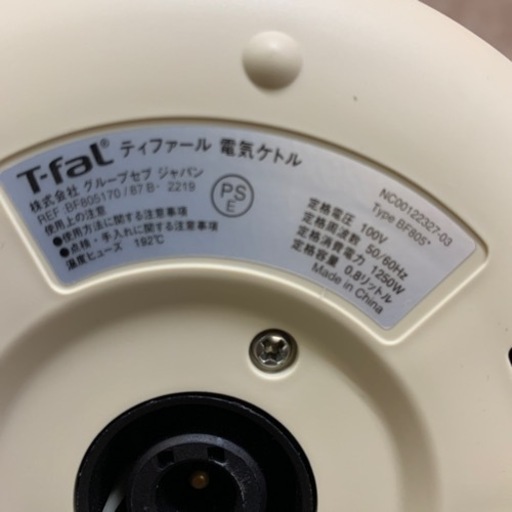 T-faL® ティファール 電気ケトル
株式会社 グループセブ ジャパン
REF. BF805170 / 87 B・ 2219
使用上の注意
●使用方法に関する注意事項
●点検・手入れに関する注意事項
温度ヒューズ 192℃
PS
E
NC00122327-03
Type BF805*
定格電圧 100V
定格周波数 50/60Hz
定格消費電力 1250W
定格容量 0.8リットル
Made in China